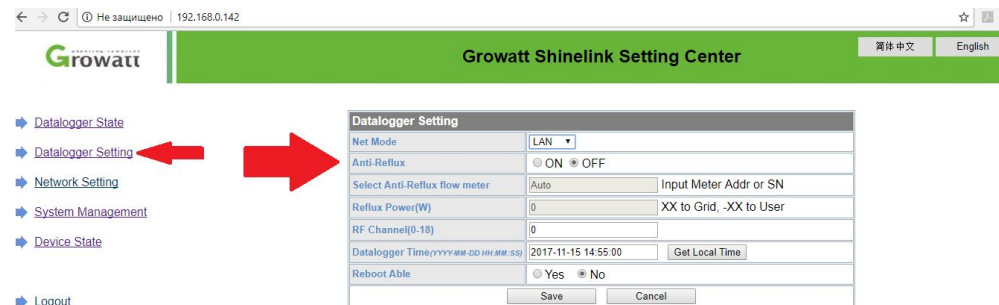 Не защищено 192.168.0.142
Growatt
Growatt Shinelink Setting Center
简体中文 English
Datalogger State
Datalogger Setting
Network Setting
System Management
Device State
Logout
Datalogger Setting
Net Mode LAN
Anti-Reflux ON OFF
Select Anti-Reflux flow meter Auto Input Meter Addr or SN
Reflux Power(W) 0 XX to Grid, -XX to User
RF Channel(0-18) 0
Datalogger Time(YYYY-MM-DD HH:MM:SS) 2017-11-15 14:55:00 Get Local Time
Reboot Able Yes No
Save Cancel